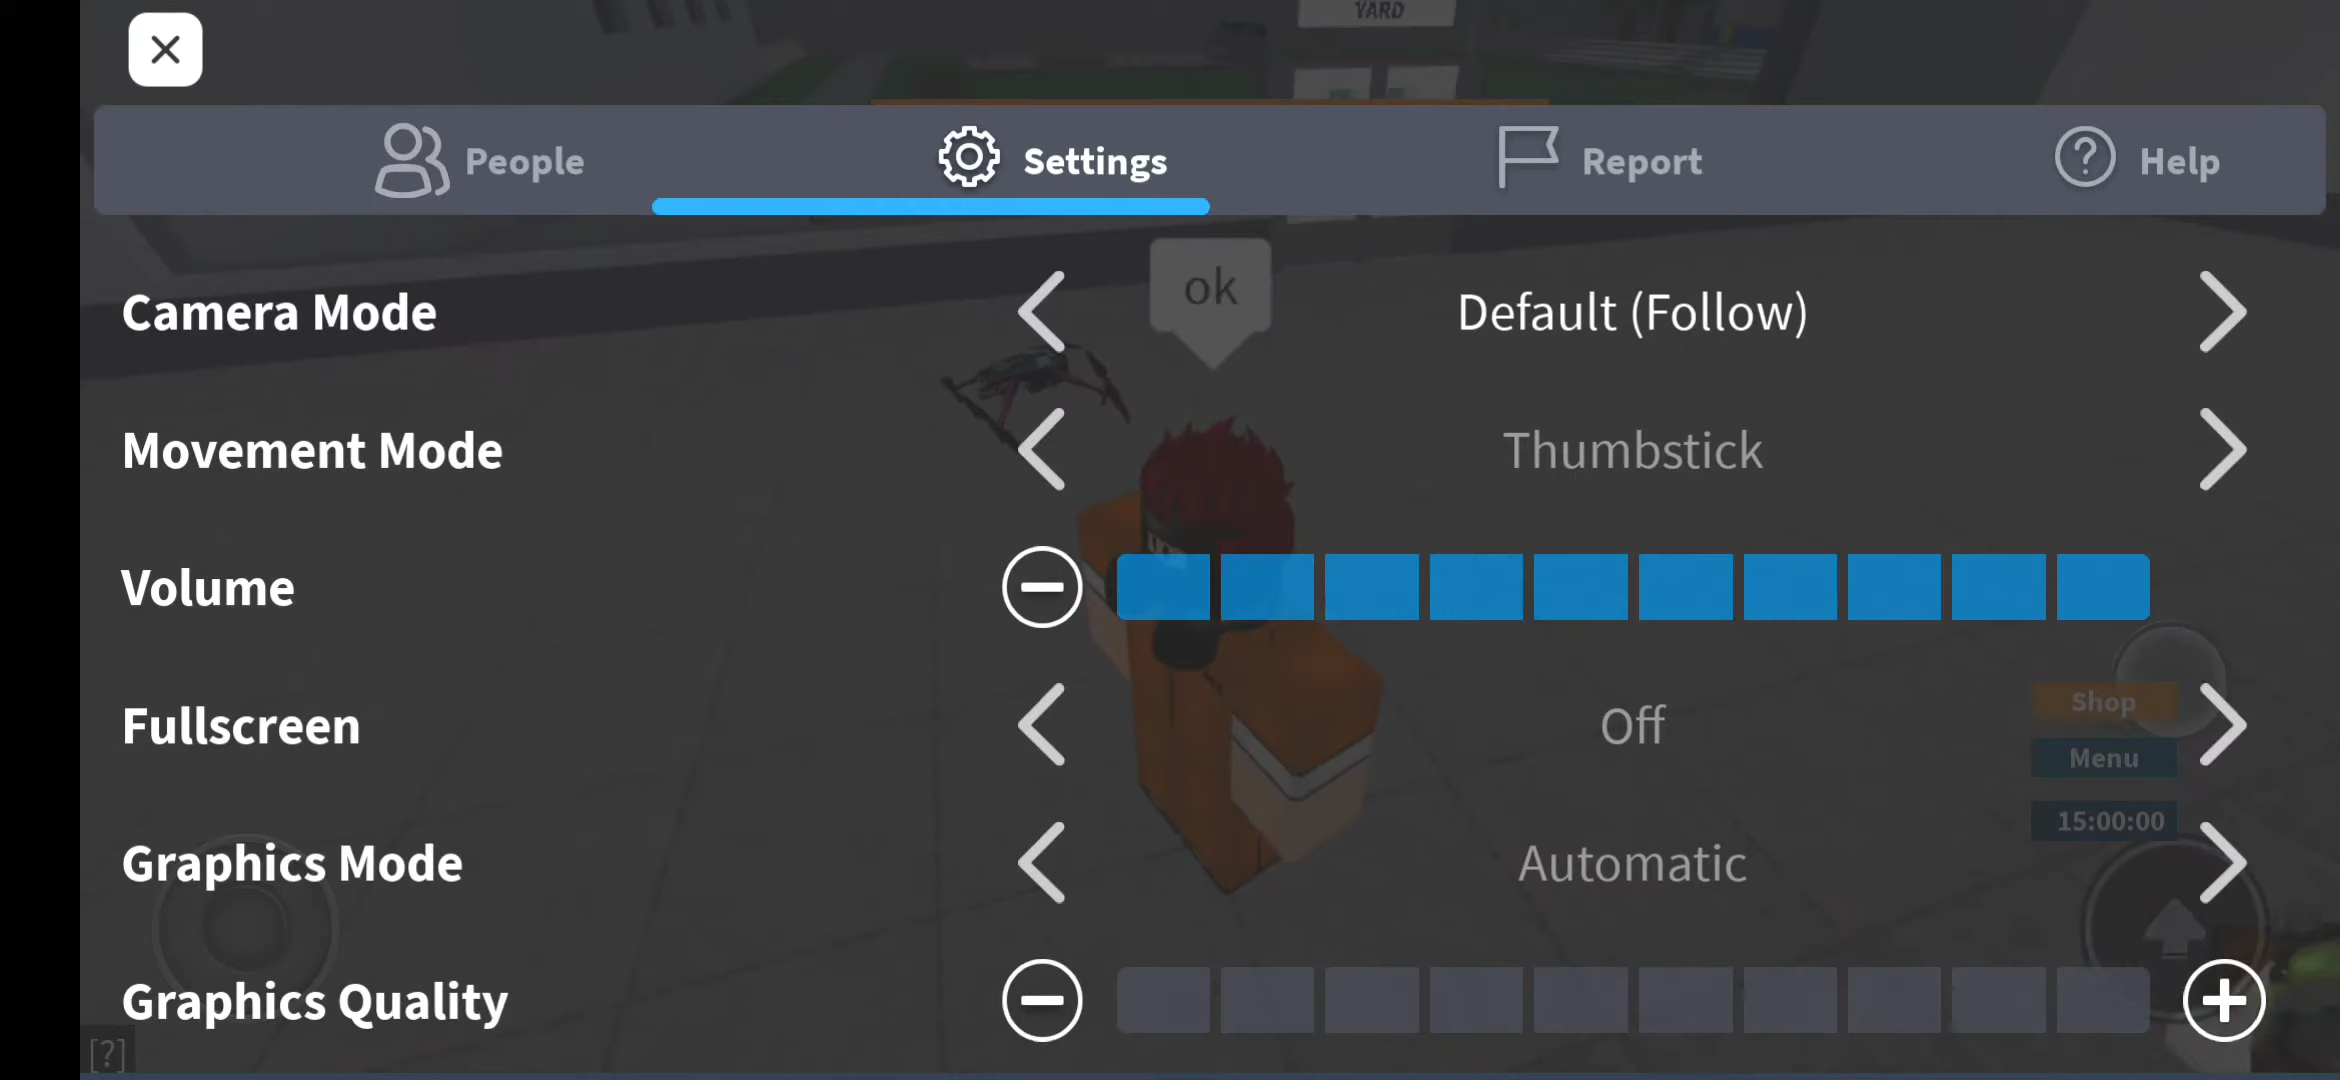 YARD
People
Settings
Report
Help
ok
Camera Mode
Default (Follow)
Movement Mode
Thumbstick
Volume
Fullscreen
Off
Shop
Menu
15:00:00
Graphics Mode
Automatic
Graphics Quality
[?]